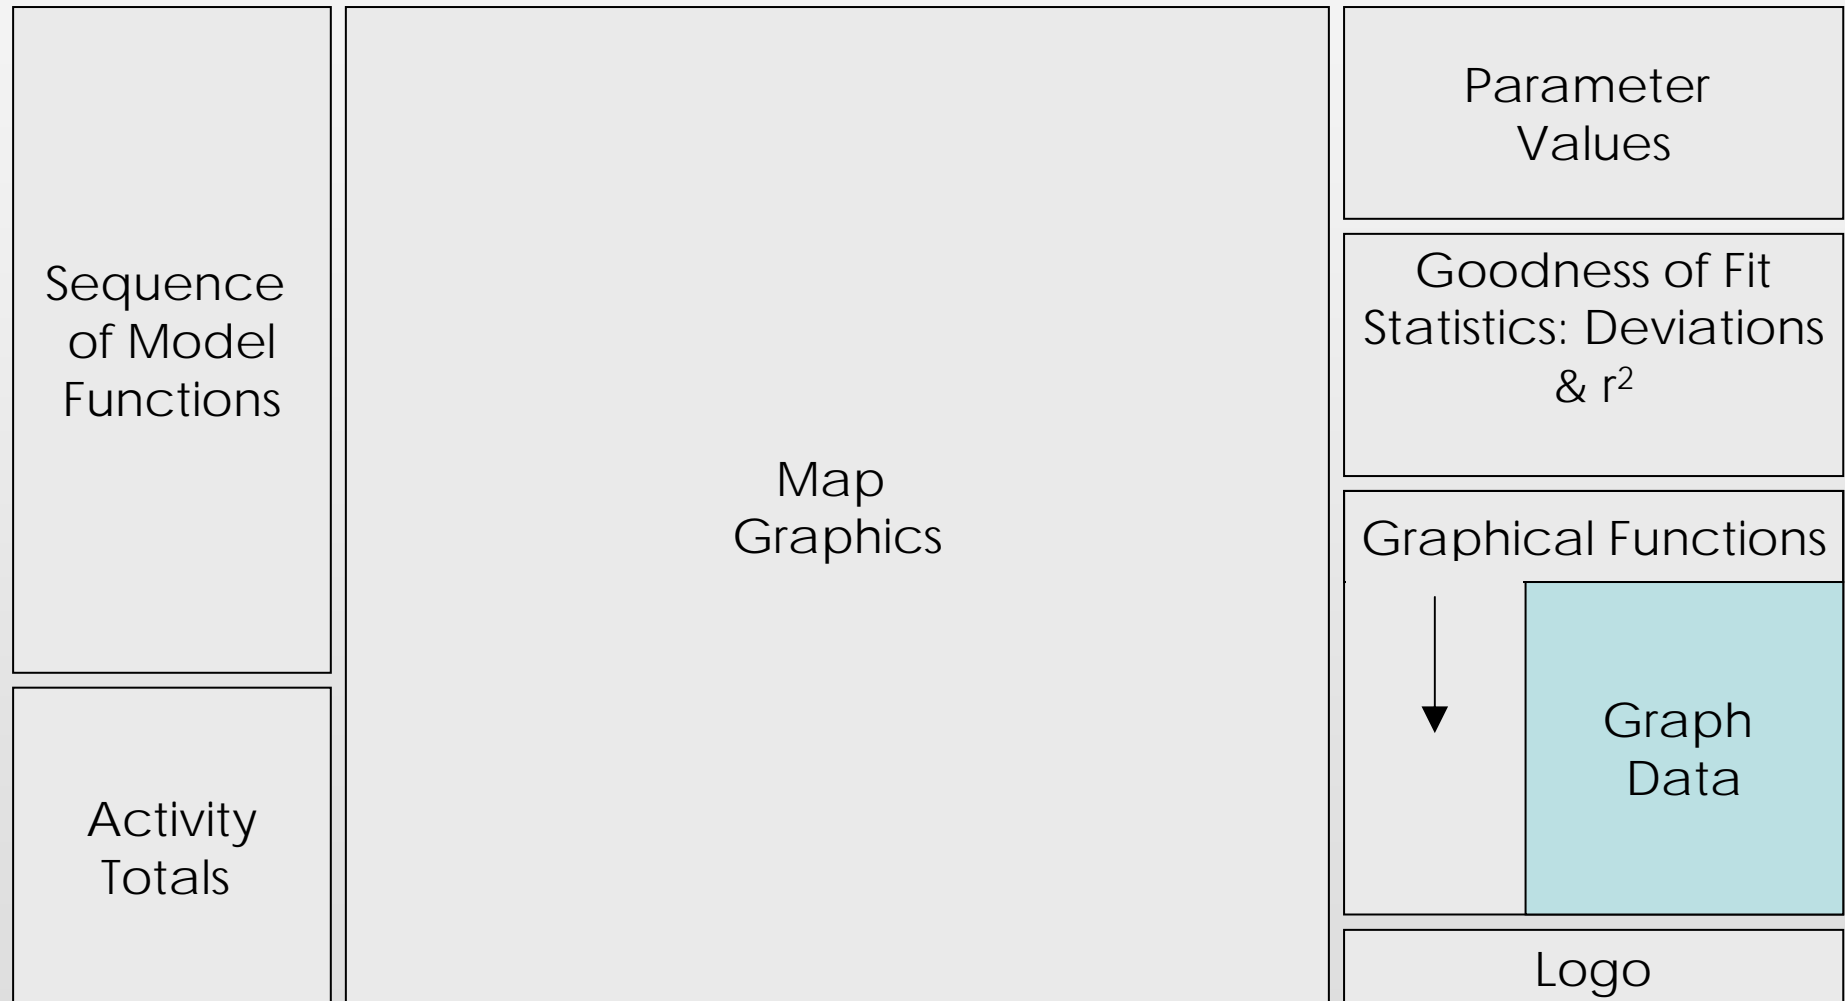 Sequence
of Model
Functions
Activity
Totals
Map
Graphics
Parameter
Values
Goodness of Fit
Statistics: Deviations
& r²
Graphical Functions
Graph
Data
Logo